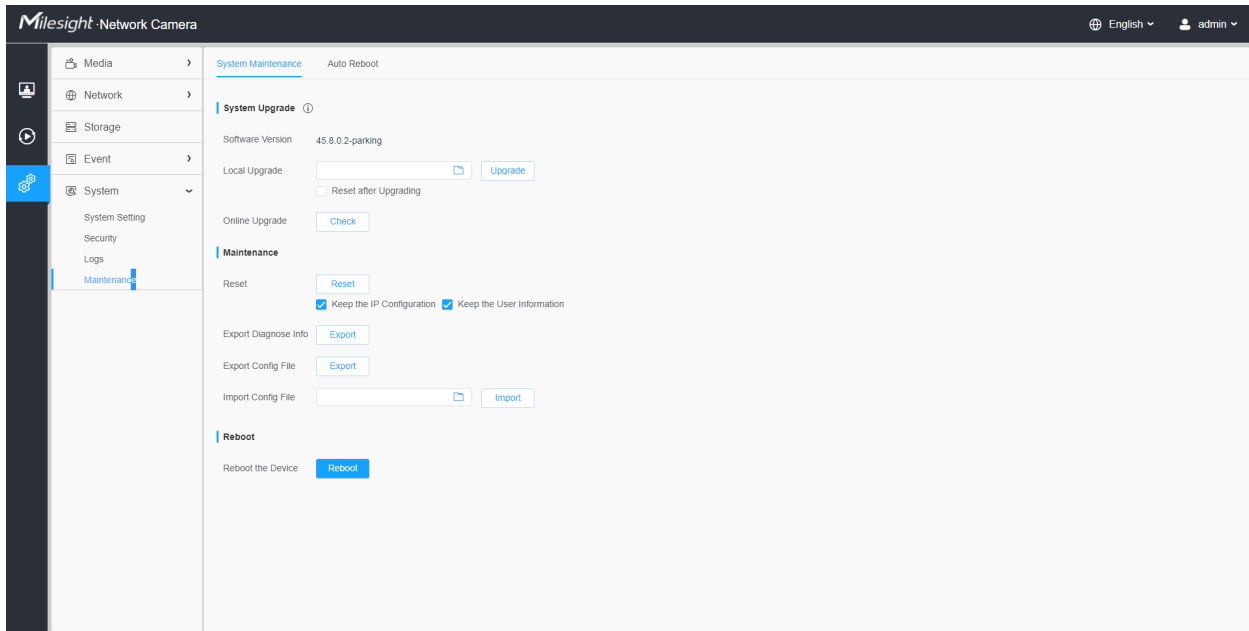 Milesight · Network Camera
English
admin
Media
Network
Storage
Event
System
System Setting
Security
Logs
Maintenance
System Maintenance Auto Reboot
System Upgrade
Software Version 45.8.0.2-parking
Local Upgrade Upgrade
Reset after Upgrading
Online Upgrade Check
Maintenance
Reset Reset
Keep the IP Configuration Keep the User Information
Export Diagnose Info Export
Export Config File Export
Import Config File Import
Reboot
Reboot the Device Reboot